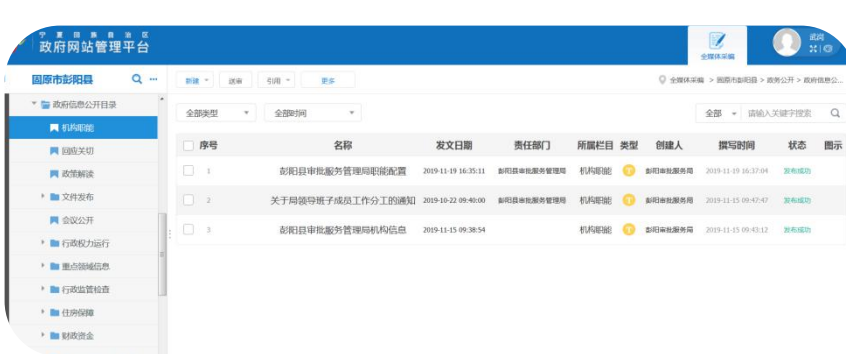 宁夏回族自治区
政府网站管理平台
全媒体采编
武岗
固原市彭阳县
新建
送审
引用
更多
全媒体采编 > 固原市彭阳县 > 政务公开 > 政府信息公...
政府信息公开目录
机构职能
回应关切
政策解读
文件发布
会议公开
行政权力运行
重点领域信息
行政监管检查
住房保障
财政资金
全部类型
全部时间
全部
请输入关键字搜索
序号 名称 发文日期 责任部门 所属栏目 类型 创建人 撰写时间 状态 图示
1 彭阳县审批服务管理局职能配置 2019-11-19 16:35:11 彭阳县审批服务管理局 机构职能 T 彭阳审批服务局 2019-11-19 16:37:04 发布成功
2 关于局领导班子成员工作分工的通知 2019-10-22 09:40:00 彭阳县审批服务管理局 机构职能 T 彭阳审批服务局 2019-11-15 09:47:47 发布成功
3 彭阳县审批服务管理局机构信息 2019-11-15 09:38:54 机构职能 T 彭阳审批服务局 2019-11-15 09:43:12 发布成功